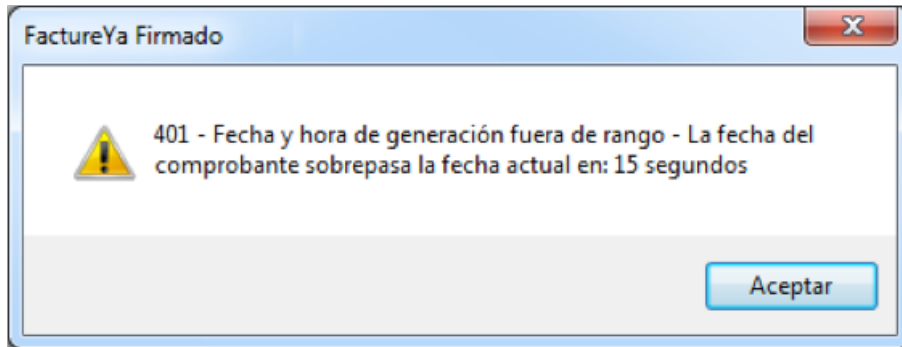 FactureYa Firmado
401 - Fecha y hora de generación fuera de rango - La fecha del
comprobante sobrepasa la fecha actual en: 15 segundos
Aceptar